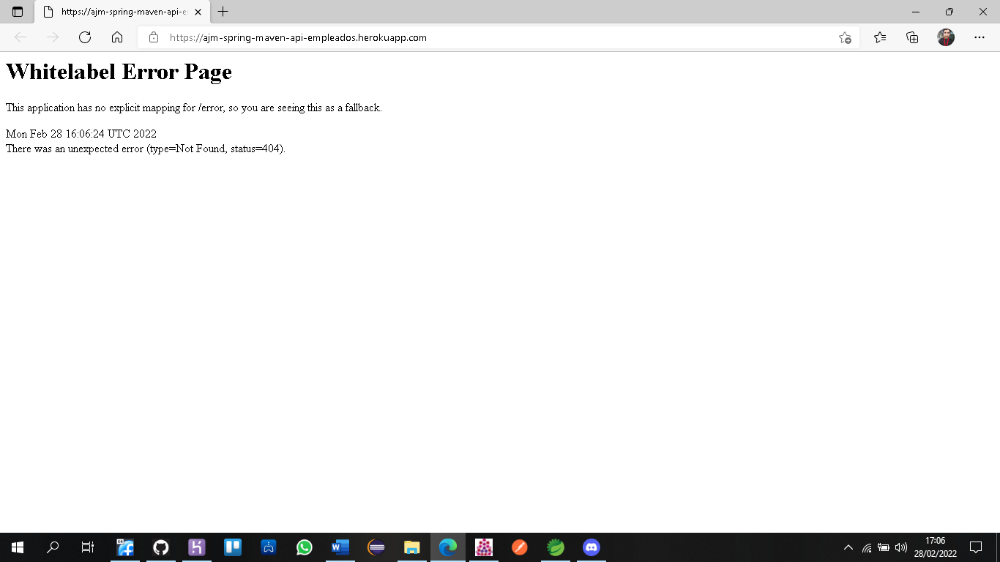 https://ajm-spring-maven-api-e
https://ajm-spring-maven-api-empleados.herokuapp.com
Whitelabel Error Page
This application has no explicit mapping for /error, so you are seeing this as a fallback.
Mon Feb 28 16:06:24 UTC 2022
There was an unexpected error (type=Not Found, status=404).
17:06
28/02/2022